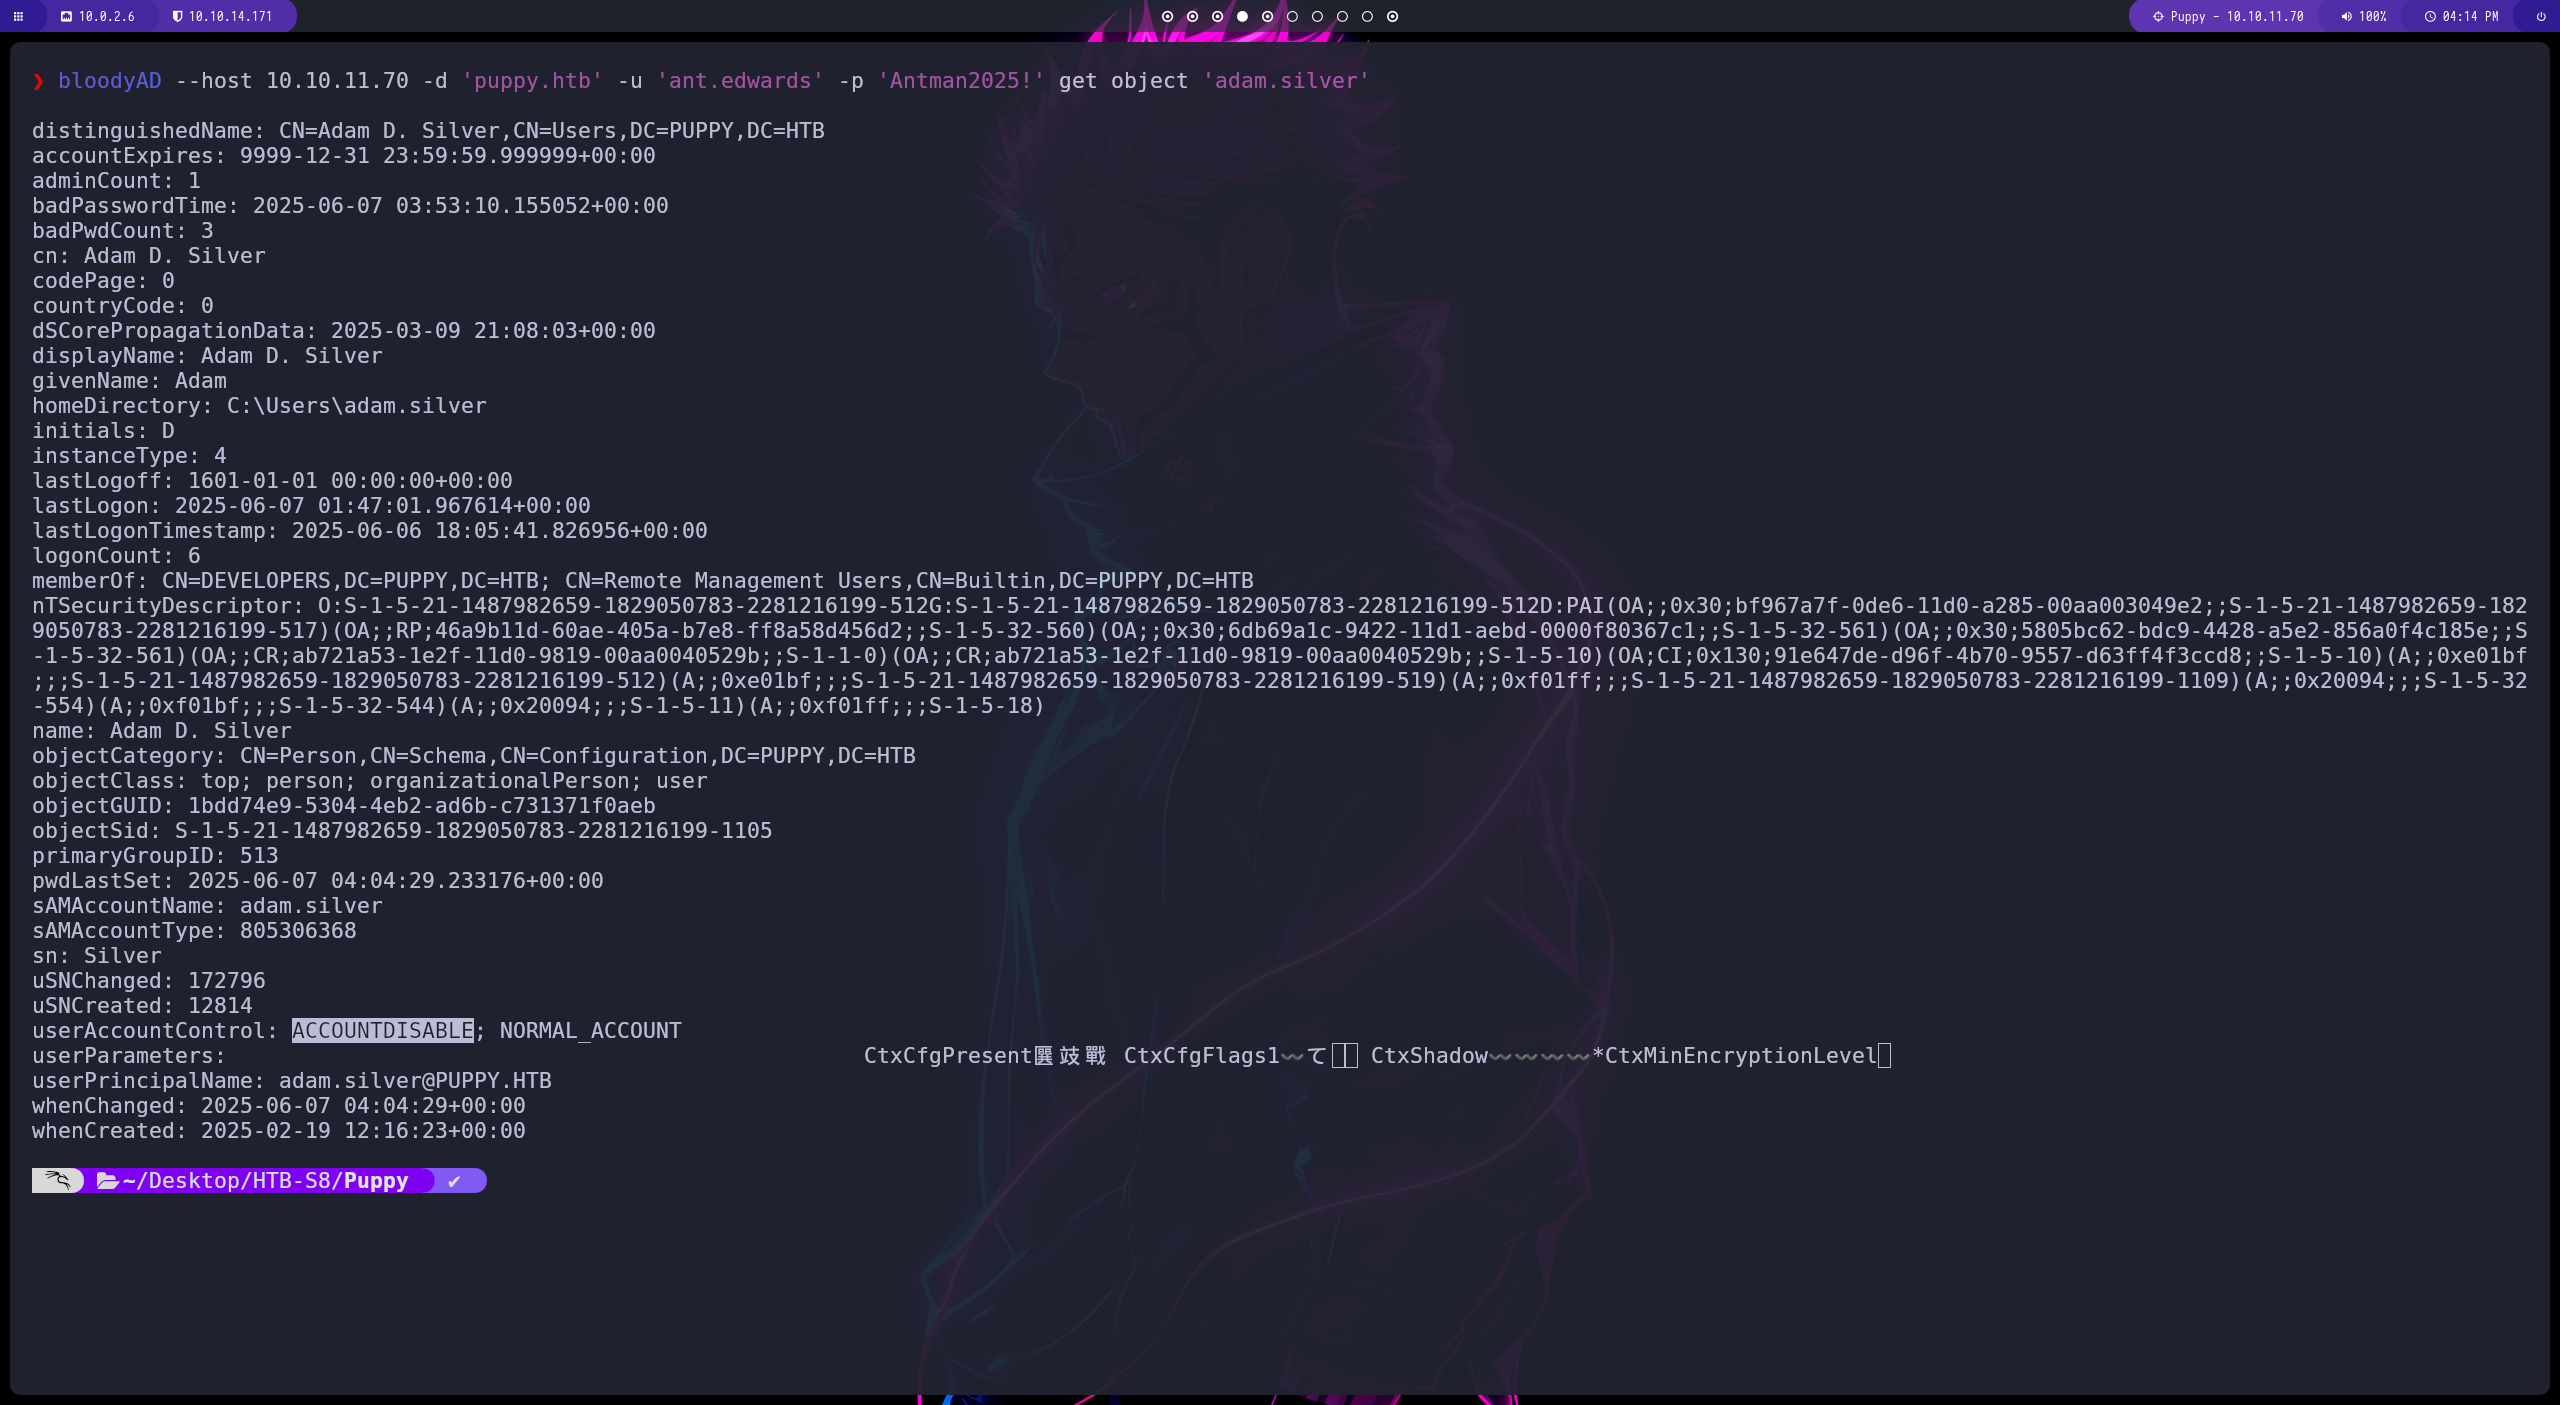 10.0.2.6 10.10.14.171 Puppy - 10.10.11.70 100% 04:14 PM
❯ bloodyAD --host 10.10.11.70 -d 'puppy.htb' -u 'ant.edwards' -p 'Antman2025!' get object 'adam.silver'
distinguishedName: CN=Adam D. Silver,CN=Users,DC=PUPPY,DC=HTB
accountExpires: 9999-12-31 23:59:59.999999+00:00
adminCount: 1
badPasswordTime: 2025-06-07 03:53:10.155052+00:00
badPwdCount: 3
cn: Adam D. Silver
codePage: 0
countryCode: 0
dSCorePropagationData: 2025-03-09 21:08:03+00:00
displayName: Adam D. Silver
givenName: Adam
homeDirectory: C:\Users\adam.silver
initials: D
instanceType: 4
lastLogoff: 1601-01-01 00:00:00+00:00
lastLogon: 2025-06-07 01:47:01.967614+00:00
lastLogonTimestamp: 2025-06-06 18:05:41.826956+00:00
logonCount: 6
memberOf: CN=DEVELOPERS,DC=PUPPY,DC=HTB; CN=Remote Management Users,CN=Builtin,DC=PUPPY,DC=HTB
nTSecurityDescriptor: O:S-1-5-21-1487982659-1829050783-2281216199-512G:S-1-5-21-1487982659-1829050783-2281216199-512D:PAI(OA;;0x30;bf967a7f-0de6-11d0-a285-00aa003049e2;;S-1-5-21-1487982659-182
9050783-2281216199-517)(OA;;RP;46a9b11d-60ae-405a-b7e8-ff8a58d456d2;;S-1-5-32-560)(OA;;0x30;6db69a1c-9422-11d1-aebd-0000f80367c1;;S-1-5-32-561)(OA;;0x30;5805bc62-bdc9-4428-a5e2-856a0f4c185e;;S
-1-5-32-561)(OA;;CR;ab721a53-1e2f-11d0-9819-00aa0040529b;;S-1-1-0)(OA;;CR;ab721a53-1e2f-11d0-9819-00aa0040529b;;S-1-5-10)(OA;CI;0x130;91e647de-d96f-4b70-9557-d63ff4f3ccd8;;S-1-5-10)(A;;0xe01bf
;;;S-1-5-21-1487982659-1829050783-2281216199-512)(A;;0xe01bf;;;S-1-5-21-1487982659-1829050783-2281216199-519)(A;;0xf01ff;;;S-1-5-21-1487982659-1829050783-2281216199-1109)(A;;0x20094;;;S-1-5-32
-554)(A;;0xf01bf;;;S-1-5-32-544)(A;;0x20094;;;S-1-5-11)(A;;0xf01ff;;;S-1-5-18)
name: Adam D. Silver
objectCategory: CN=Person,CN=Schema,CN=Configuration,DC=PUPPY,DC=HTB
objectClass: top; person; organizationalPerson; user
objectGUID: 1bdd74e9-5304-4eb2-ad6b-c731371f0aeb
objectSid: S-1-5-21-1487982659-1829050783-2281216199-1105
primaryGroupID: 513
pwdLastSet: 2025-06-07 04:04:29.233176+00:00
sAMAccountName: adam.silver
sAMAccountType: 805306368
sn: Silver
uSNChanged: 172796
uSNCreated: 12814
userAccountControl: ACCOUNTDISABLE; NORMAL_ACCOUNT
userParameters: CtxCfgPresent CtxCfgFlags1〰て CtxShadow〰〰〰〰*CtxMinEncryptionLevel
userPrincipalName: adam.silver@PUPPY.HTB
whenChanged: 2025-06-07 04:04:29+00:00
whenCreated: 2025-02-19 12:16:23+00:00
~/Desktop/HTB-S8/Puppy ✔